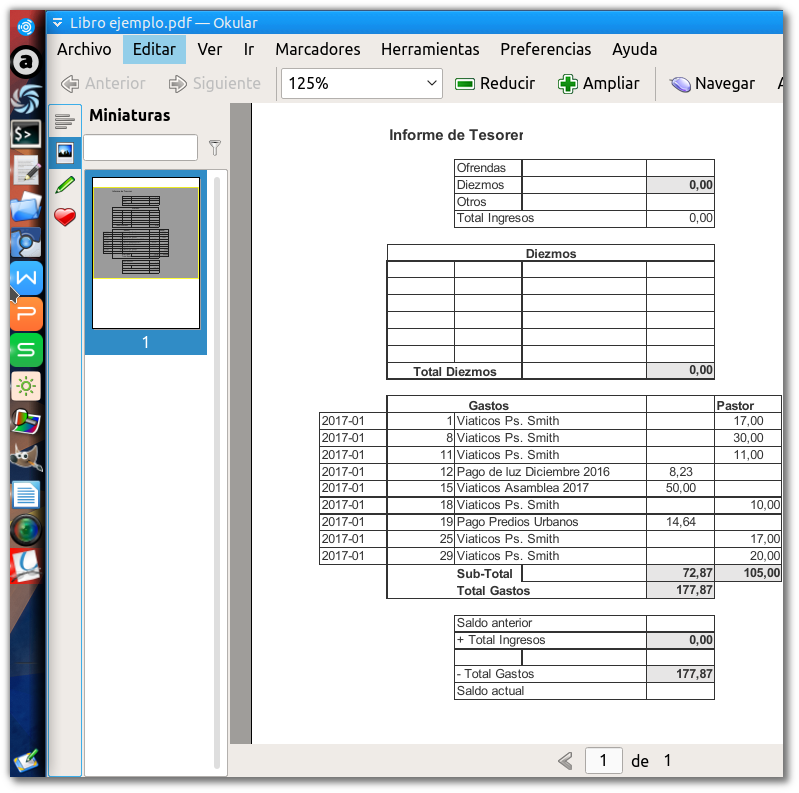 Libro ejemplo.pdf — Okular
Archivo Editar Ver Ir Marcadores Herramientas Preferencias Ayuda
Anterior Siguiente 125% Reducir Ampliar Navegar
Miniaturas
1
Informe de Tesorer
Ofrendas
Diezmos 0,00
Otros
Total Ingresos 0,00
Diezmos
Total Diezmos 0,00
Gastos Pastor
2017-01 1 Viaticos Ps. Smith 17,00
2017-01 8 Viaticos Ps. Smith 30,00
2017-01 11 Viaticos Ps. Smith 11,00
2017-01 12 Pago de luz Diciembre 2016 8,23
2017-01 15 Viaticos Asamblea 2017 50,00
2017-01 18 Viaticos Ps. Smith 10,00
2017-01 19 Pago Predios Urbanos 14,64
2017-01 25 Viaticos Ps. Smith 17,00
2017-01 29 Viaticos Ps. Smith 20,00
Sub-Total 72,87 105,00
Total Gastos 177,87
Saldo anterior
+ Total Ingresos 0,00
- Total Gastos 177,87
Saldo actual
1 de 1